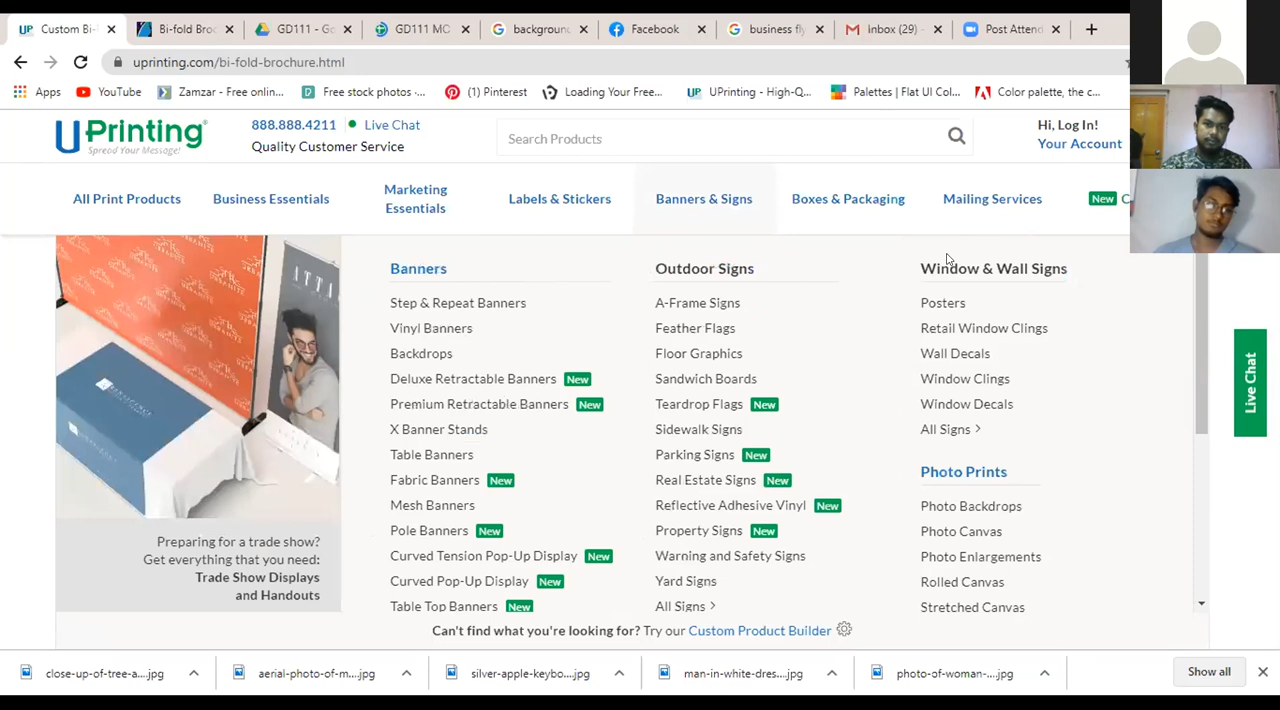 Custom Bi-
Bi-fold Broc
GD111 - Go
GD111 MO
background
Facebook
business fly
Inbox (29) -
Post Attend
uprinting.com/bi-fold-brochure.html
Apps
YouTube
Zamzar - Free onlin...
Free stock photos ·...
(1) Pinterest
Loading Your Free...
UPrinting - High-Q...
Palettes | Flat UI Col...
Color palette, the c...
UPrinting
Spread Your Message!
888.888.4211
Live Chat
Quality Customer Service
Search Products
Hi, Log In!
Your Account
All Print Products
Business Essentials
Marketing
Essentials
Labels & Stickers
Banners & Signs
Boxes & Packaging
Mailing Services
New
Banners
Step & Repeat Banners
Vinyl Banners
Backdrops
Deluxe Retractable Banners New
Premium Retractable Banners New
X Banner Stands
Table Banners
Fabric Banners New
Mesh Banners
Pole Banners New
Curved Tension Pop-Up Display New
Curved Pop-Up Display New
Table Top Banners New
Outdoor Signs
A-Frame Signs
Feather Flags
Floor Graphics
Sandwich Boards
Teardrop Flags New
Sidewalk Signs
Parking Signs New
Real Estate Signs New
Reflective Adhesive Vinyl New
Property Signs New
Warning and Safety Signs
Yard Signs
All Signs >
Window & Wall Signs
Posters
Retail Window Clings
Wall Decals
Window Clings
Window Decals
All Signs >
Photo Prints
Photo Backdrops
Photo Canvas
Photo Enlargements
Rolled Canvas
Stretched Canvas
Preparing for a trade show?
Get everything that you need:
Trade Show Displays
and Handouts
Live Chat
Can't find what you're looking for? Try our Custom Product Builder
close-up-of-tree-a....jpg
aerial-photo-of-m....jpg
silver-apple-keybo....jpg
man-in-white-dres....jpg
photo-of-woman-....jpg
Show all